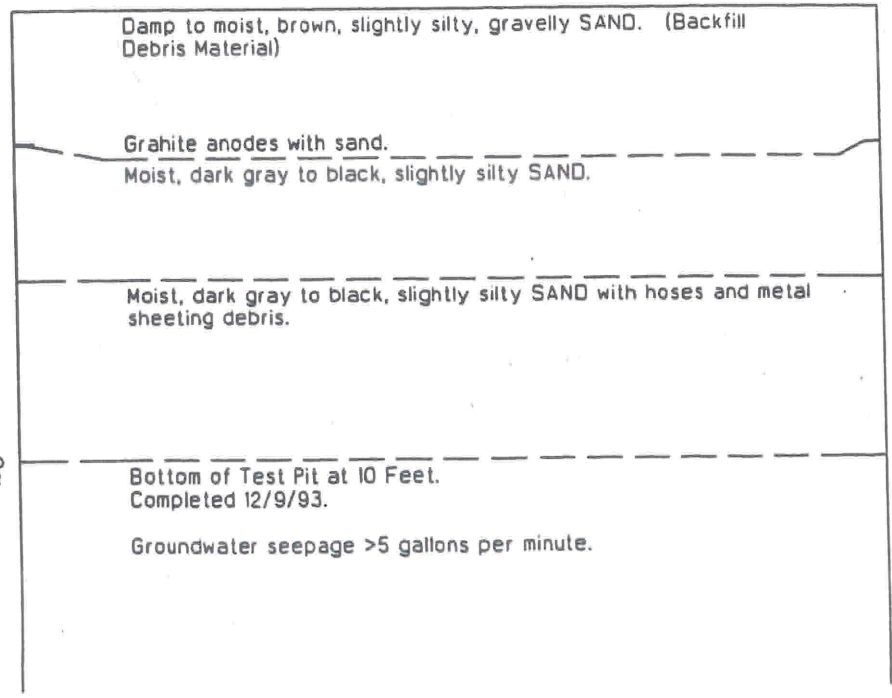 Damp to moist, brown, slightly silty, gravelly SAND. (Backfill
Debris Material)
Grahite anodes with sand.
Moist, dark gray to black, slightly silty SAND.
Moist, dark gray to black, slightly silty SAND with hoses and metal
sheeting debris.
Bottom of Test Pit at 10 Feet.
Completed 12/9/93.
Groundwater seepage >5 gallons per minute.